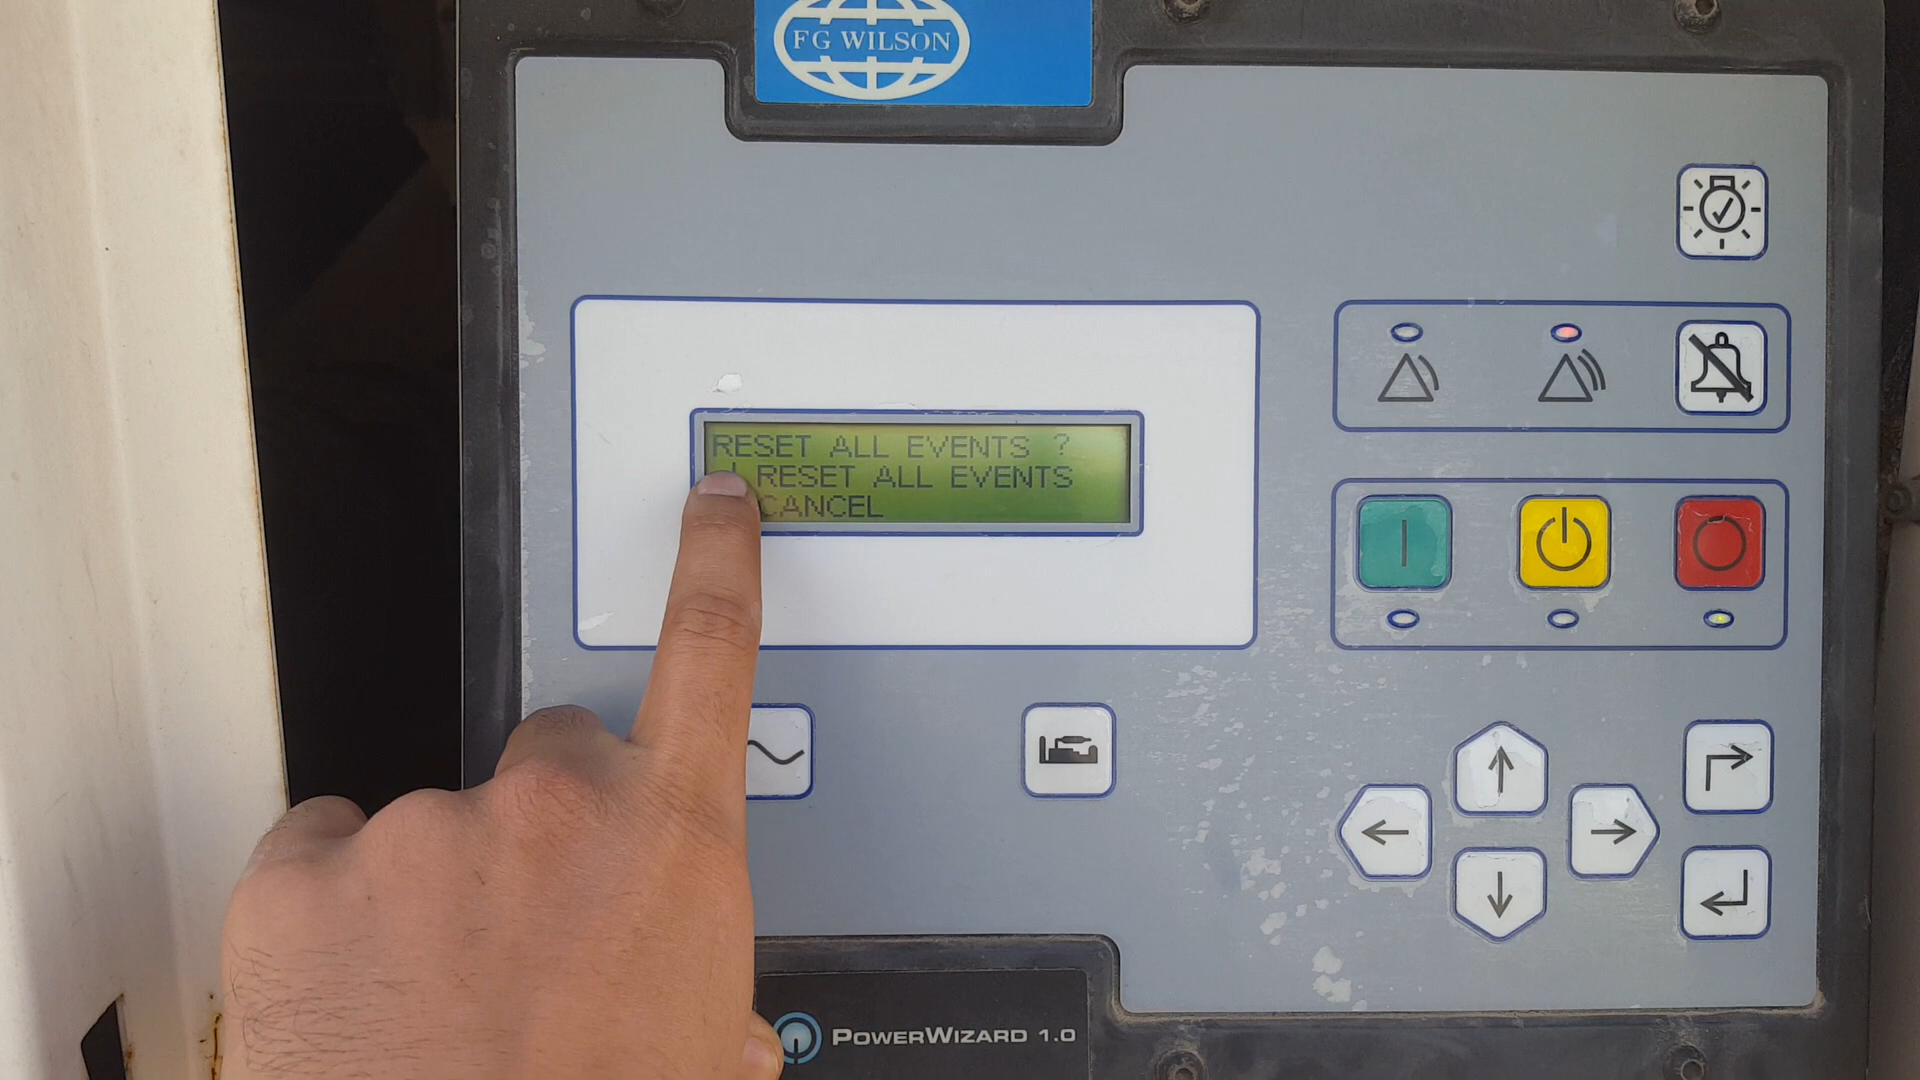 FG WILSON
RESET ALL EVENTS ?
RESET ALL EVENTS
CANCEL
POWERWIZARD 1.0